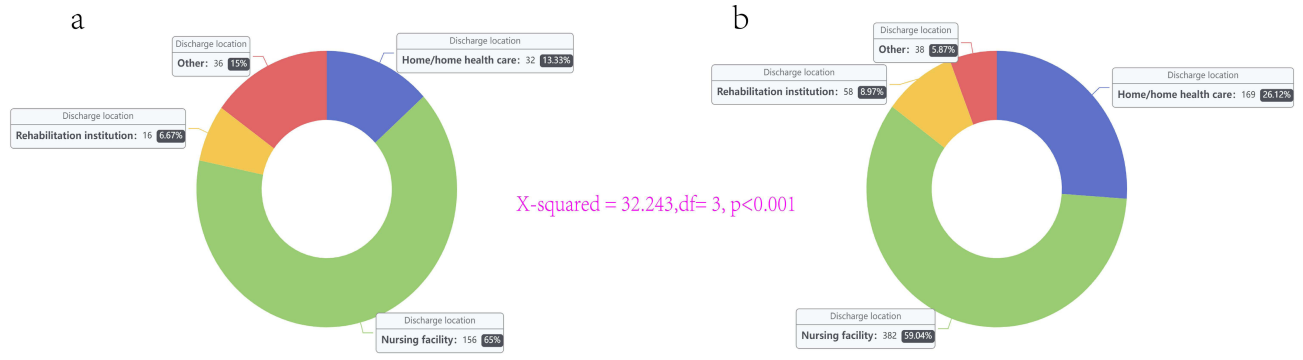 a
Discharge location
Other: 36 15%
Discharge location
Home/home health care: 32 13.33%
Discharge location
Rehabilitation institution: 16 6.67%
Discharge location
Nursing facility: 156 65%
X-squared = 32.243,df= 3, p<0.001
b
Discharge location
Other: 38 5.87%
Discharge location
Rehabilitation institution: 58 8.97%
Discharge location
Home/home health care: 169 26.12%
Discharge location
Nursing facility: 382 59.04%